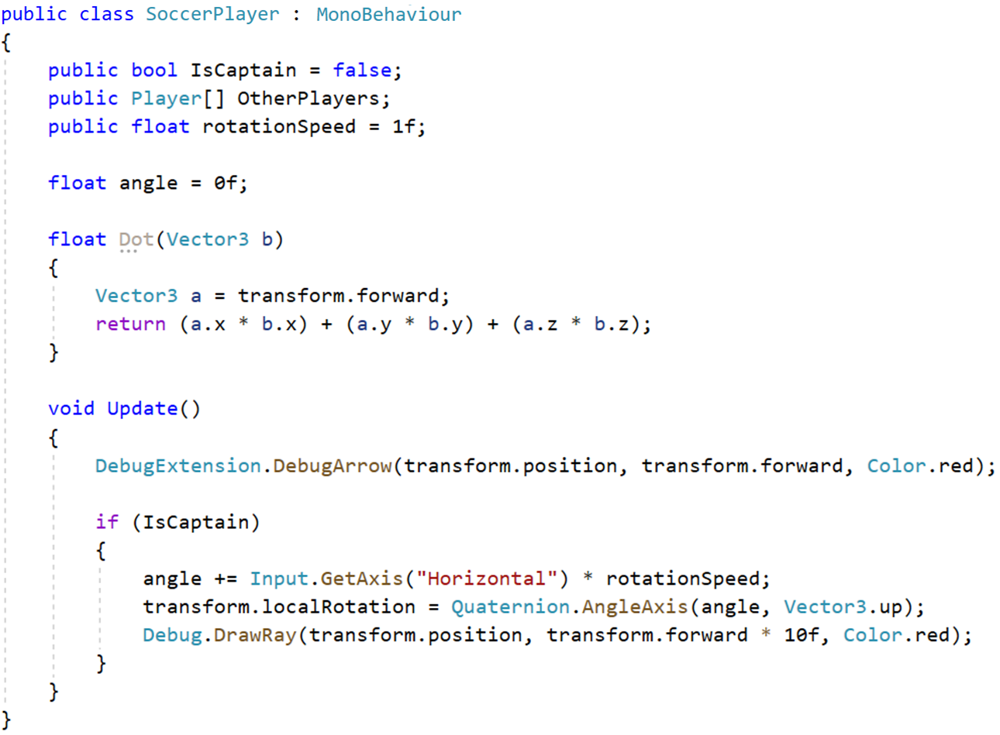 public class SoccerPlayer : MonoBehaviour
{
    public bool IsCaptain = false;
    public Player[] OtherPlayers;
    public float rotationSpeed = 1f;

    float angle = 0f;

    float Dot(Vector3 b)
    {
        Vector3 a = transform.forward;
        return (a.x * b.x) + (a.y * b.y) + (a.z * b.z);
    }

    void Update()
    {
        DebugExtension.DebugArrow(transform.position, transform.forward, Color.red);

        if (IsCaptain)
        {
            angle += Input.GetAxis("Horizontal") * rotationSpeed;
            transform.localRotation = Quaternion.AngleAxis(angle, Vector3.up);
            Debug.DrawRay(transform.position, transform.forward * 10f, Color.red);
        }
    }
}